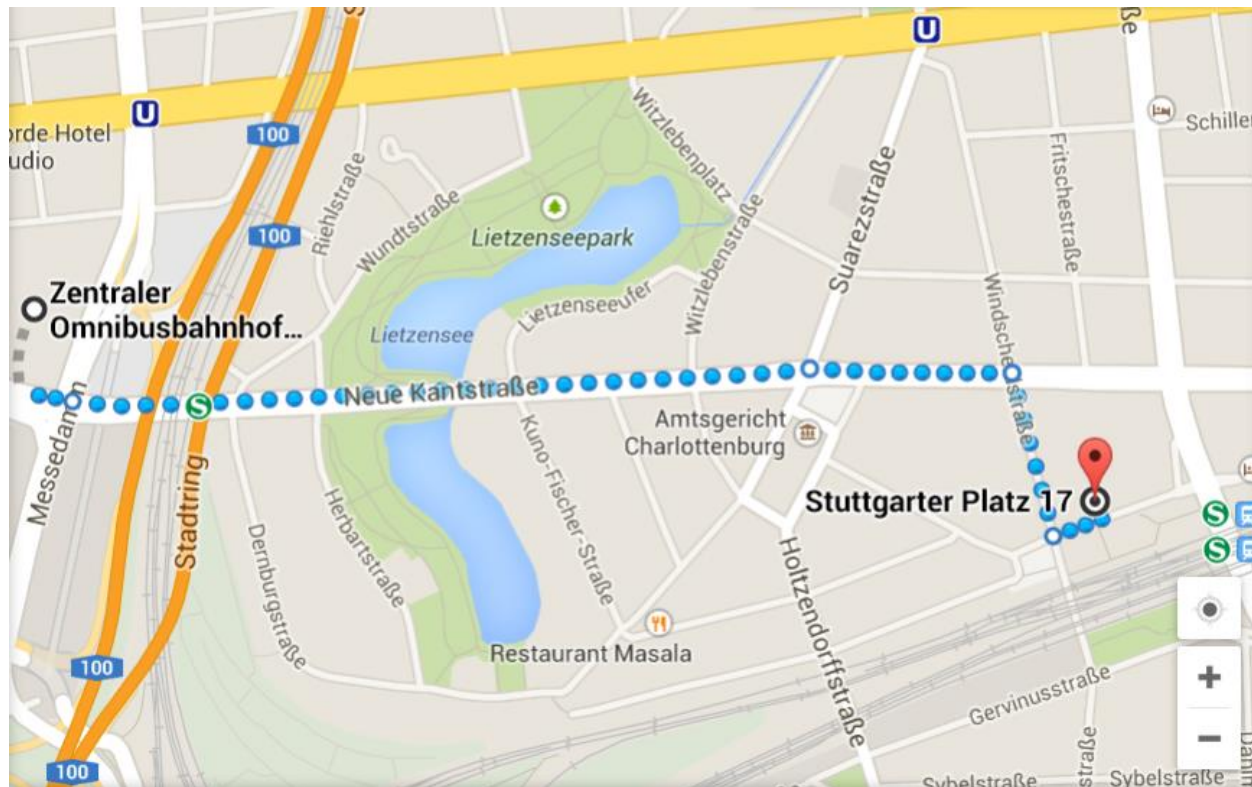 U
U
100
orde Hotel
udio
Schiller
Riehlstraße
Witzlebenplatz
Fritschestraße
Suarezstraße
100
Wundtstraße
Lietzenseepark
Witzlebenstraße
Zentraler
Omnibusbahnhof...
Lietzenseeufer
Lietzensee
Neue Kantstraße
S
Messedamm
Amtsgericht
Charlottenburg
Stadtring
Kuno-Fischer-Straße
Stuttgarter Platz 17
S
S
Herbartstraße
Dernburgstraße
Holtzendorffstraße
Restaurant Masala
100
Gervinusstraße
+
−
100
straße
Sybelstraße
Sybelstraße